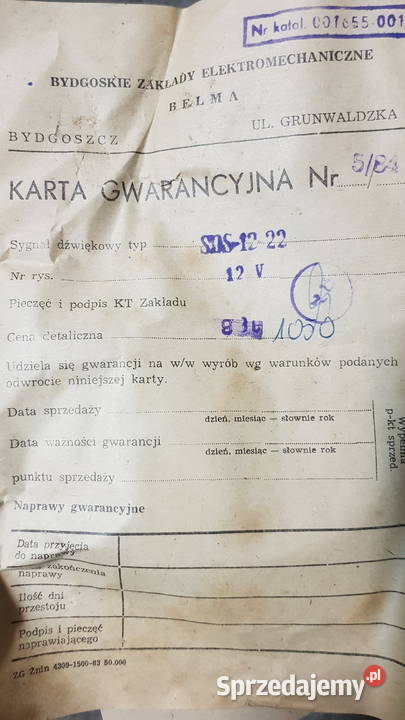 Nr katal. 001655-001
BYDGOSKIE ZAKŁADY ELEKTROMECHANICZNE
BELMA
BYDGOSZCZ UL. GRUNWALDZKA
KARTA GWARANCYJNA Nr 5/84
Sygnał dźwiękowy typ SDS-12-22
Nr rys. 12 V
Pieczęć i podpis KT Zakładu
Cena detaliczna 1050
Udziela się gwarancji na w/w wyrób wg warunków podanych
odwrocie niniejszej karty.
Data sprzedaży
dzień, miesiąc — słownie rok
Data ważności gwarancji
dzień, miesiąc — słownie rok
punktu sprzedaży
wypełnia
p-kt sprzed.
Naprawy gwarancyjne
Data przyjęcia
do naprawy
zakończenia
naprawy
Ilość dni
przestoju
Podpis i pieczęć
naprawiającego
ZG Żnin 4309-1500-83 50.000
Sprzedajemy.pl